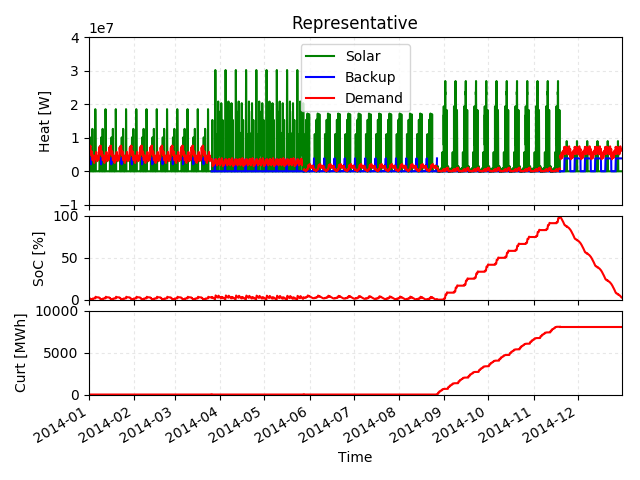 Representative
1e7
4
3
2
1
0
−1
Heat [W]
Solar
Backup
Demand
100
50
0
SoC [%]
10000
5000
0
Curt [MWh]
2014-01
2014-02
2014-03
2014-04
2014-05
2014-06
2014-07
2014-08
2014-09
2014-10
2014-11
2014-12
Time